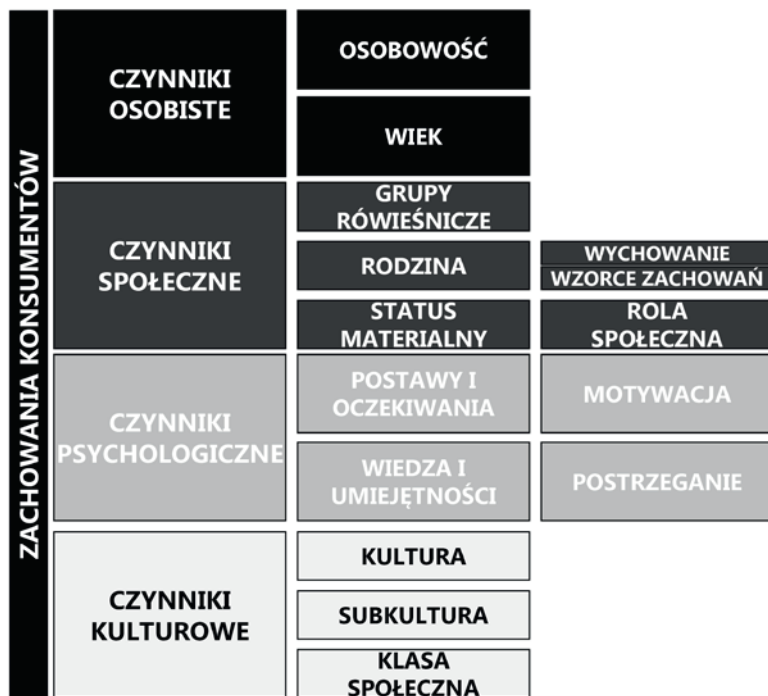 ZACHOWANIA KONSUMENTÓW
CZYNNIKI
OSOBISTE
OSOBOWOŚĆ
WIEK
CZYNNIKI
SPOŁECZNE
GRUPY
RÓWIEŚNICZE
RODZINA
WYCHOWANIE
WZORCE ZACHOWAŃ
STATUS
MATERIALNY
ROLA
SPOŁECZNA
CZYNNIKI
PSYCHOLOGICZNE
POSTAWY I
OCZEKIWANIA
MOTYWACJA
WIEDZA I
UMIEJĘTNOŚCI
POSTRZEGANIE
CZYNNIKI
KULTUROWE
KULTURA
SUBKULTURA
KLASA
SPOŁECZNA